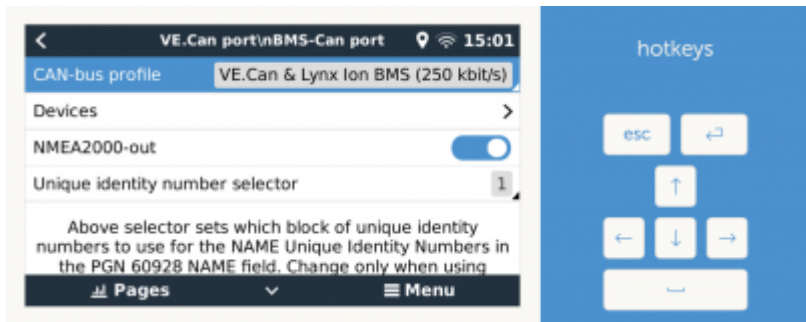 VE.Can port\nBMS-Can port 15:01
CAN-bus profile VE.Can & Lynx Ion BMS (250 kbit/s)
Devices
NMEA2000-out
Unique identity number selector 1
Above selector sets which block of unique identity
numbers to use for the NAME Unique Identity Numbers in
the PGN 60928 NAME field. Change only when using
Pages Menu
hotkeys
esc